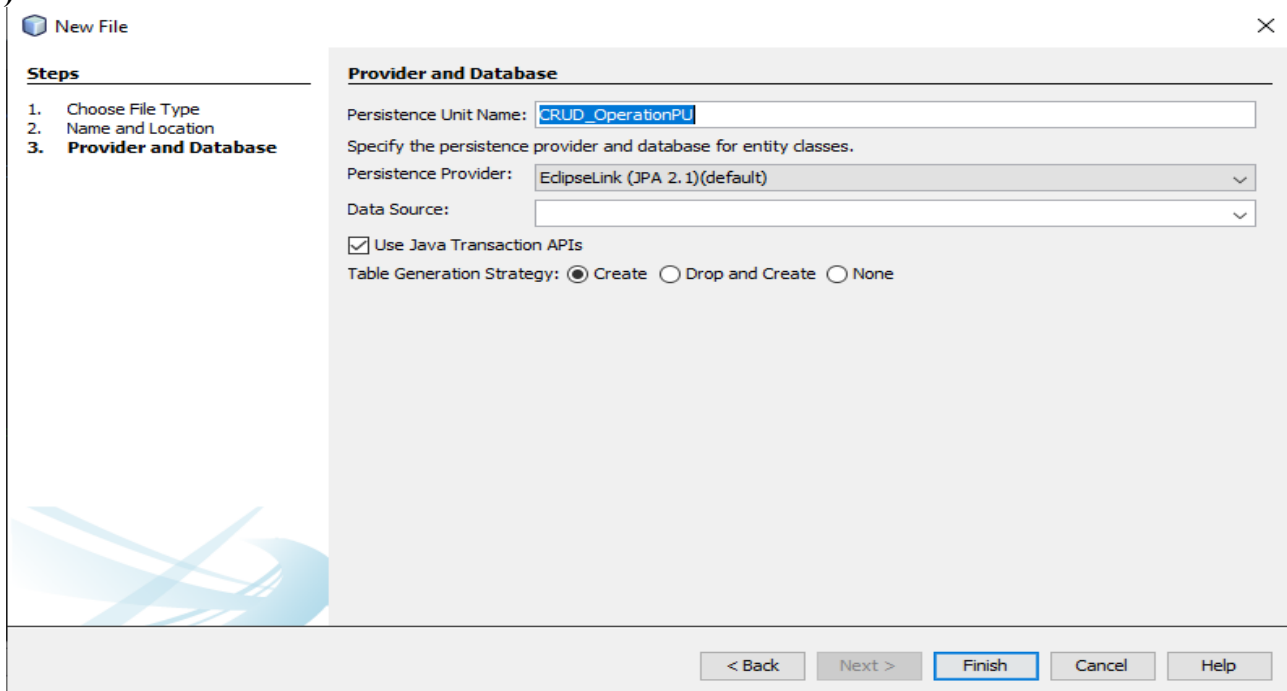 )
New File
Steps
1. Choose File Type
2. Name and Location
3. Provider and Database
Provider and Database
Persistence Unit Name: CRUD_OperationPU
Specify the persistence provider and database for entity classes.
Persistence Provider: EclipseLink (JPA 2.1)(default)
Data Source:
Use Java Transaction APIs
Table Generation Strategy: Create Drop and Create None
< Back Next > Finish Cancel Help